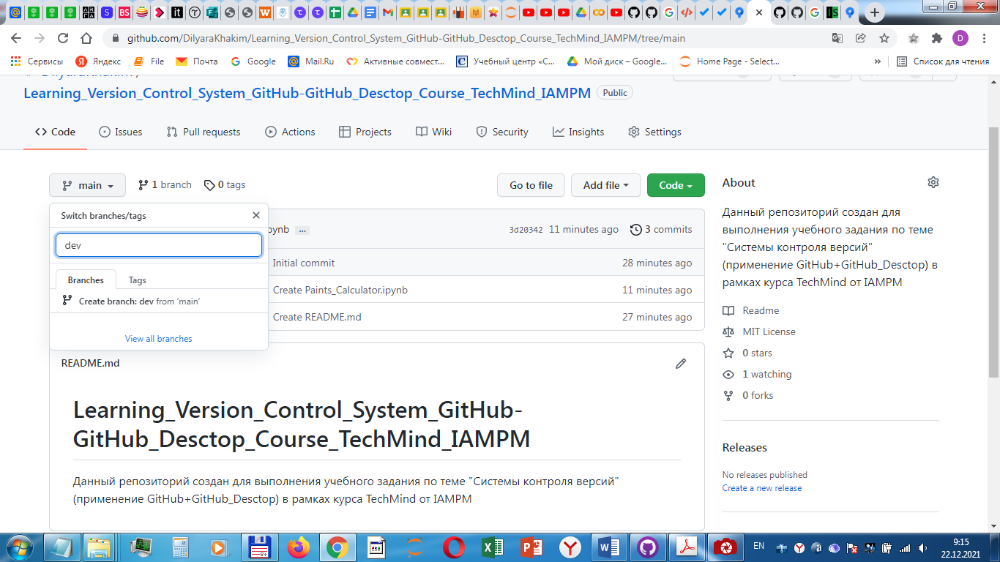 github.com/DilyaraKhakim/Learning_Version_Control_System_GitHub-GitHub_Desctop_Course_TechMind_IAMPM/tree/main
D
Сервисы
Яндекс
File
Почта
Google
Mail.Ru
Активные совмест...
Учебный центр «С...
Мой диск – Google...
Home Page - Select...
»
Список для чтения
Learning_Version_Control_System_GitHub-GitHub_Desctop_Course_TechMind_IAMPM
Public
Code
Issues
Pull requests
Actions
Projects
Wiki
Security
Insights
Settings
main
1 branch
0 tags
Go to file
Add file
Code
Switch branches/tags
dev
Branches
Tags
Create branch: dev from 'main'
View all branches
ynb
...
3d20342 11 minutes ago
3 commits
Initial commit
28 minutes ago
Create Paints_Calculator.ipynb
11 minutes ago
Create README.md
27 minutes ago
README.md
Learning_Version_Control_System_GitHub-
GitHub_Desctop_Course_TechMind_IAMPM
Данный репозиторий создан для выполнения учебного задания по теме "Системы контроля версий"
(применение GitHub+GitHub_Desctop) в рамках курса TechMind от IAMPM
About
Данный репозиторий создан для
выполнения учебного задания по теме
"Системы контроля версий"
(применение GitHub+GitHub_Desctop) в
рамках курса TechMind от IAMPM
Readme
MIT License
0 stars
1 watching
0 forks
Releases
No releases published
Create a new release
EN
9:15
22.12.2021